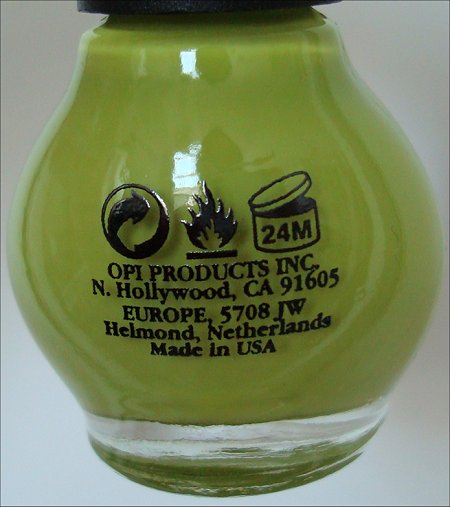 24M
OPI PRODUCTS INC.
N. Hollywood, CA 91605
EUROPE, 5708 JW
Helmond, Netherlands
Made in USA